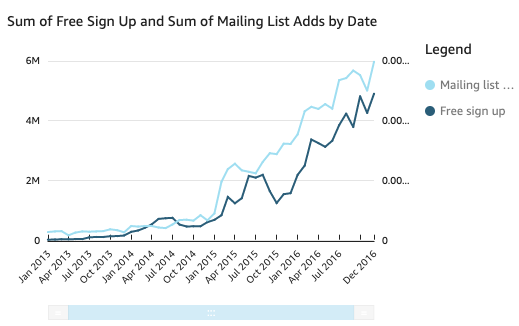 Sum of Free Sign Up and Sum of Mailing List Adds by Date
Legend
Mailing list ...
Free sign up
6M
4M
2M
0
0.00...
0.00...
0.00...
0
Jan 2013
Apr 2013
Jul 2013
Oct 2013
Jan 2014
Apr 2014
Jul 2014
Oct 2014
Jan 2015
Apr 2015
Jul 2015
Oct 2015
Jan 2016
Apr 2016
Jul 2016
Dec 2016